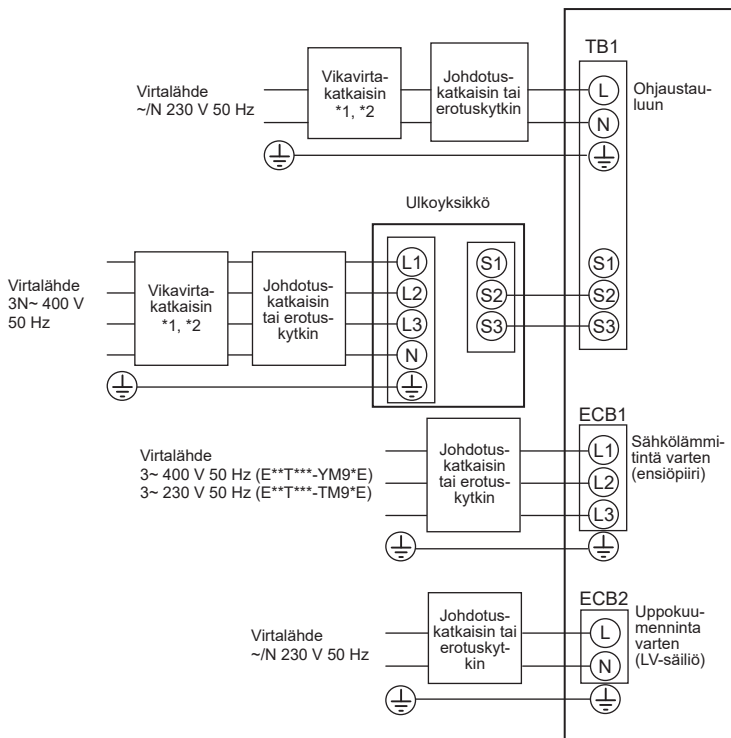 TB1
Virtalähde
~/N 230 V 50 Hz
Vikavirta-
katkaisin
*1, *2
Johdotus-
katkaisin tai
erotuskytkin
L
N
Ohjaustau-
luun
Ulkoyksikkö
Virtalähde
3N~ 400 V
50 Hz
Vikavirta-
katkaisin
*1, *2
Johdotus-
katkaisin
tai erotus-
kytkin
L1
L2
L3
N
S1
S2
S3
S1
S2
S3
ECB1
Virtalähde
3~ 400 V 50 Hz (E**T***-YM9*E)
3~ 230 V 50 Hz (E**T***-TM9*E)
Johdotus-
katkaisin
tai erotus-
kytkin
L1
L2
L3
Sähkölämmi-
tintä varten
(ensiöpiiri)
ECB2
Virtalähde
~/N 230 V 50 Hz
Johdotus-
katkaisin tai
erotuskyt-
kin
L
N
Uppokuu-
menninta
varten
(LV-säiliö)